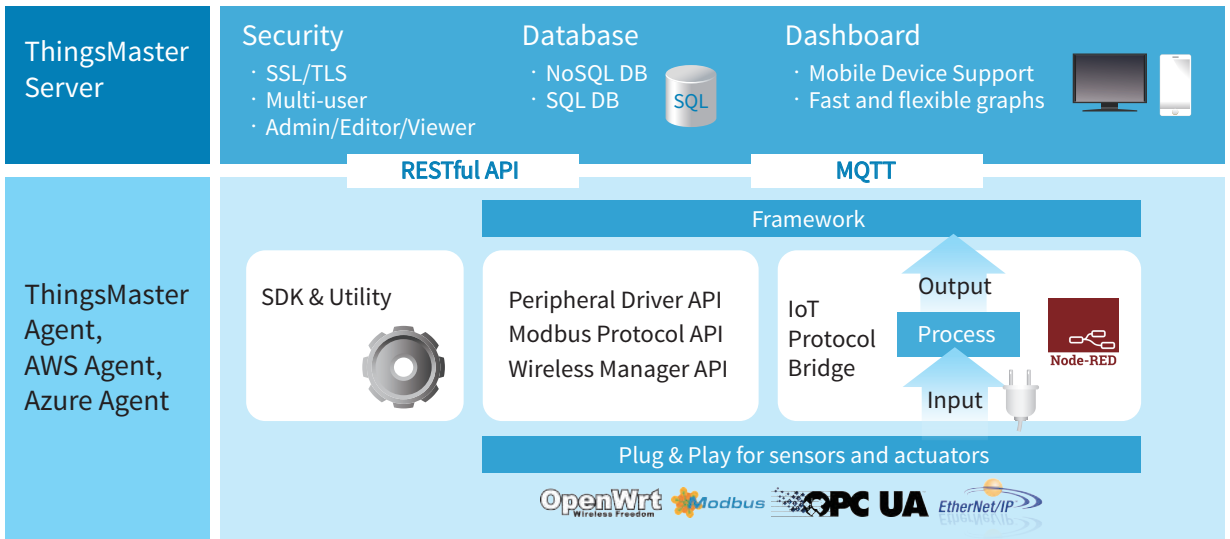 ThingsMaster
Server
Security
· SSL/TLS
· Multi-user
· Admin/Editor/Viewer
Database
· NoSQL DB
· SQL DB
SQL
Dashboard
· Mobile Device Support
· Fast and flexible graphs
RESTful API
MQTT
ThingsMaster
Agent,
AWS Agent,
Azure Agent
Framework
SDK & Utility
Peripheral Driver API
Modbus Protocol API
Wireless Manager API
IoT
Protocol
Bridge
Output
Process
Input
Node-RED
Plug & Play for sensors and actuators
OpenWrt
Wireless Freedom
Modbus
OPC UA
EtherNet/IP